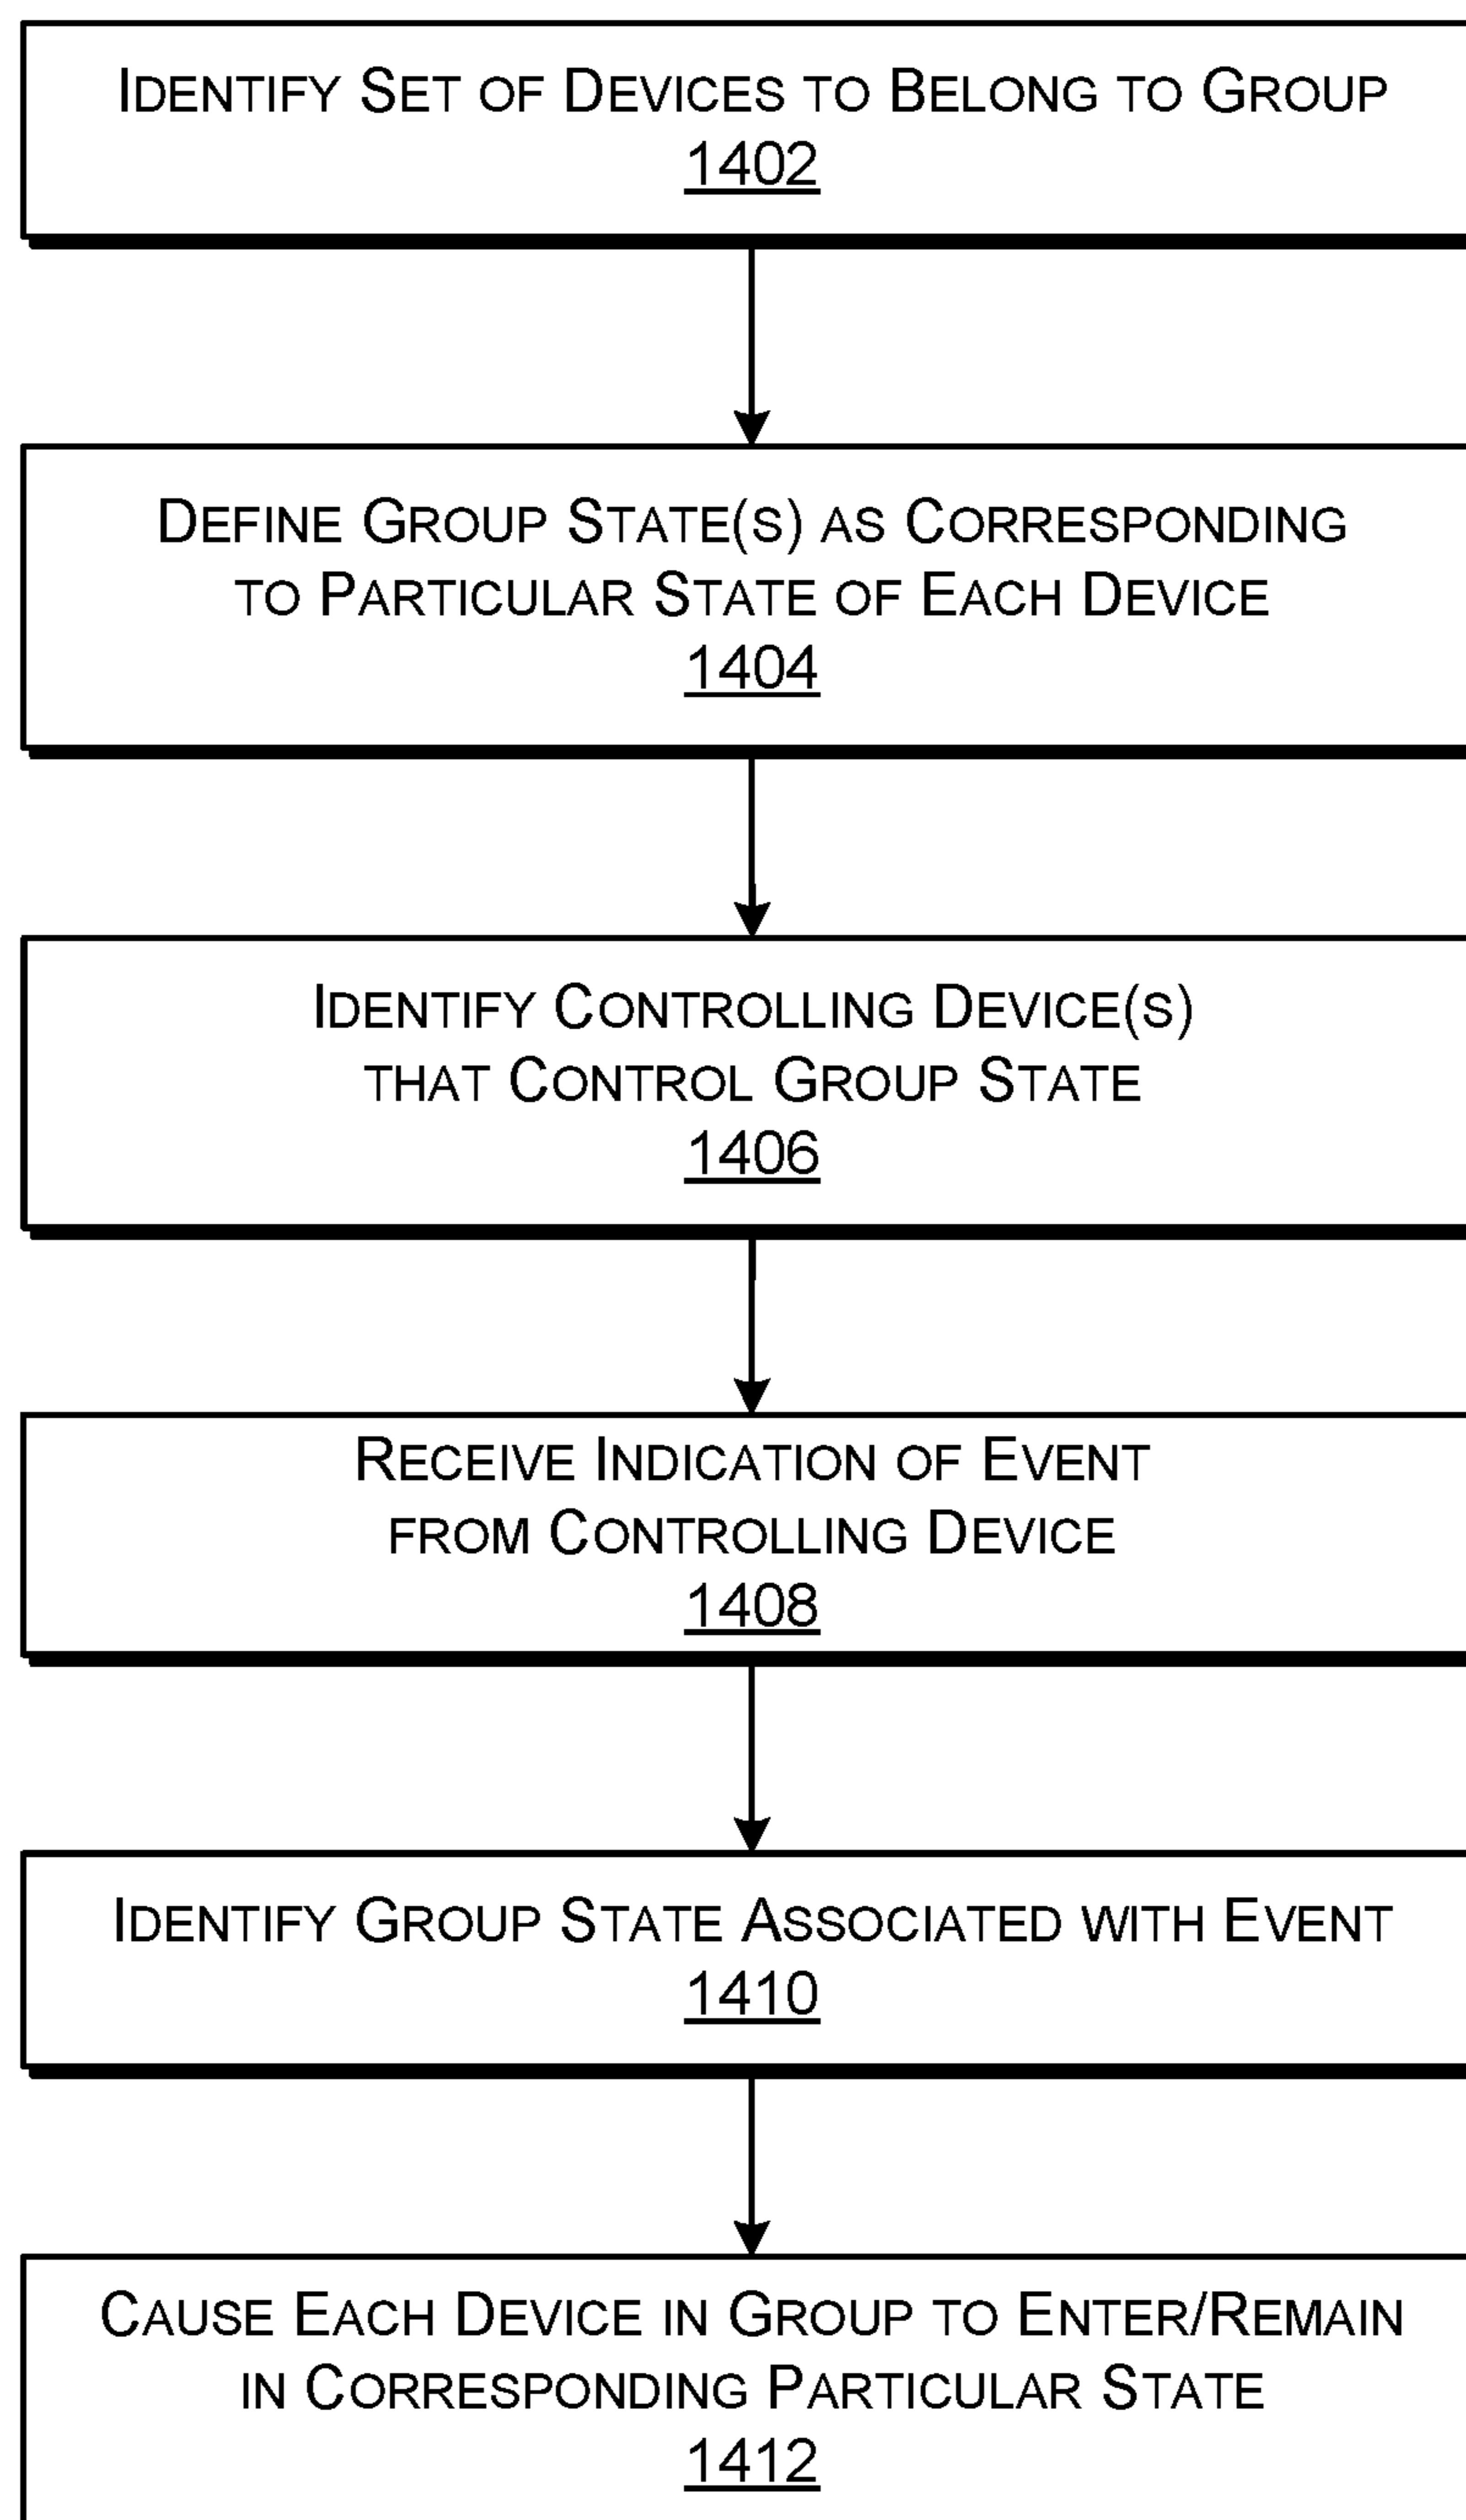 IDENTIFY SET OF DEVICES TO BELONG TO GROUP
1402
DEFINE GROUP STATE(S) AS CORRESPONDING
TO PARTICULAR STATE OF EACH DEVICE
1404
IDENTIFY CONTROLLING DEVICE(S)
THAT CONTROL GROUP STATE
1406
RECEIVE INDICATION OF EVENT
FROM CONTROLLING DEVICE
1408
IDENTIFY GROUP STATE ASSOCIATED WITH EVENT
1410
CAUSE EACH DEVICE IN GROUP TO ENTER/REMAIN
IN CORRESPONDING PARTICULAR STATE
1412